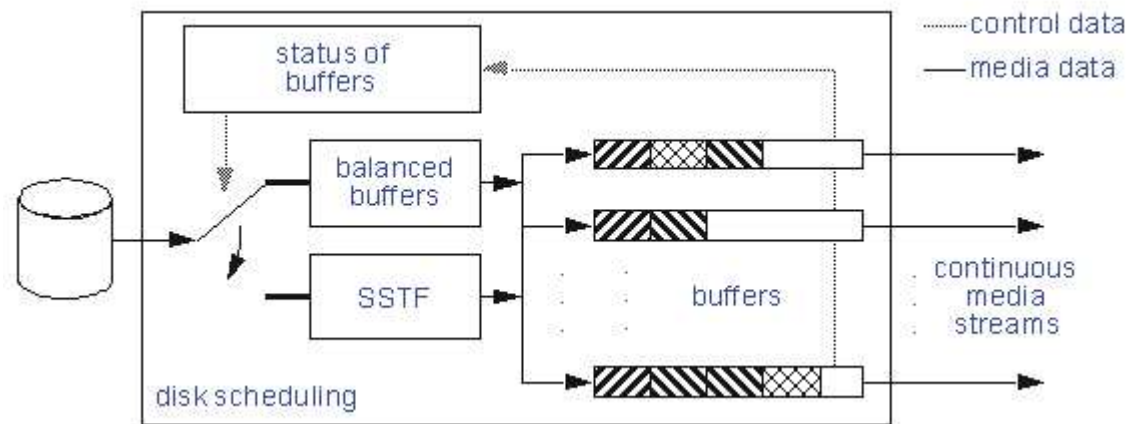 status of
buffers
control data
media data
balanced
buffers
SSTF
buffers
continuous
media
streams
disk scheduling